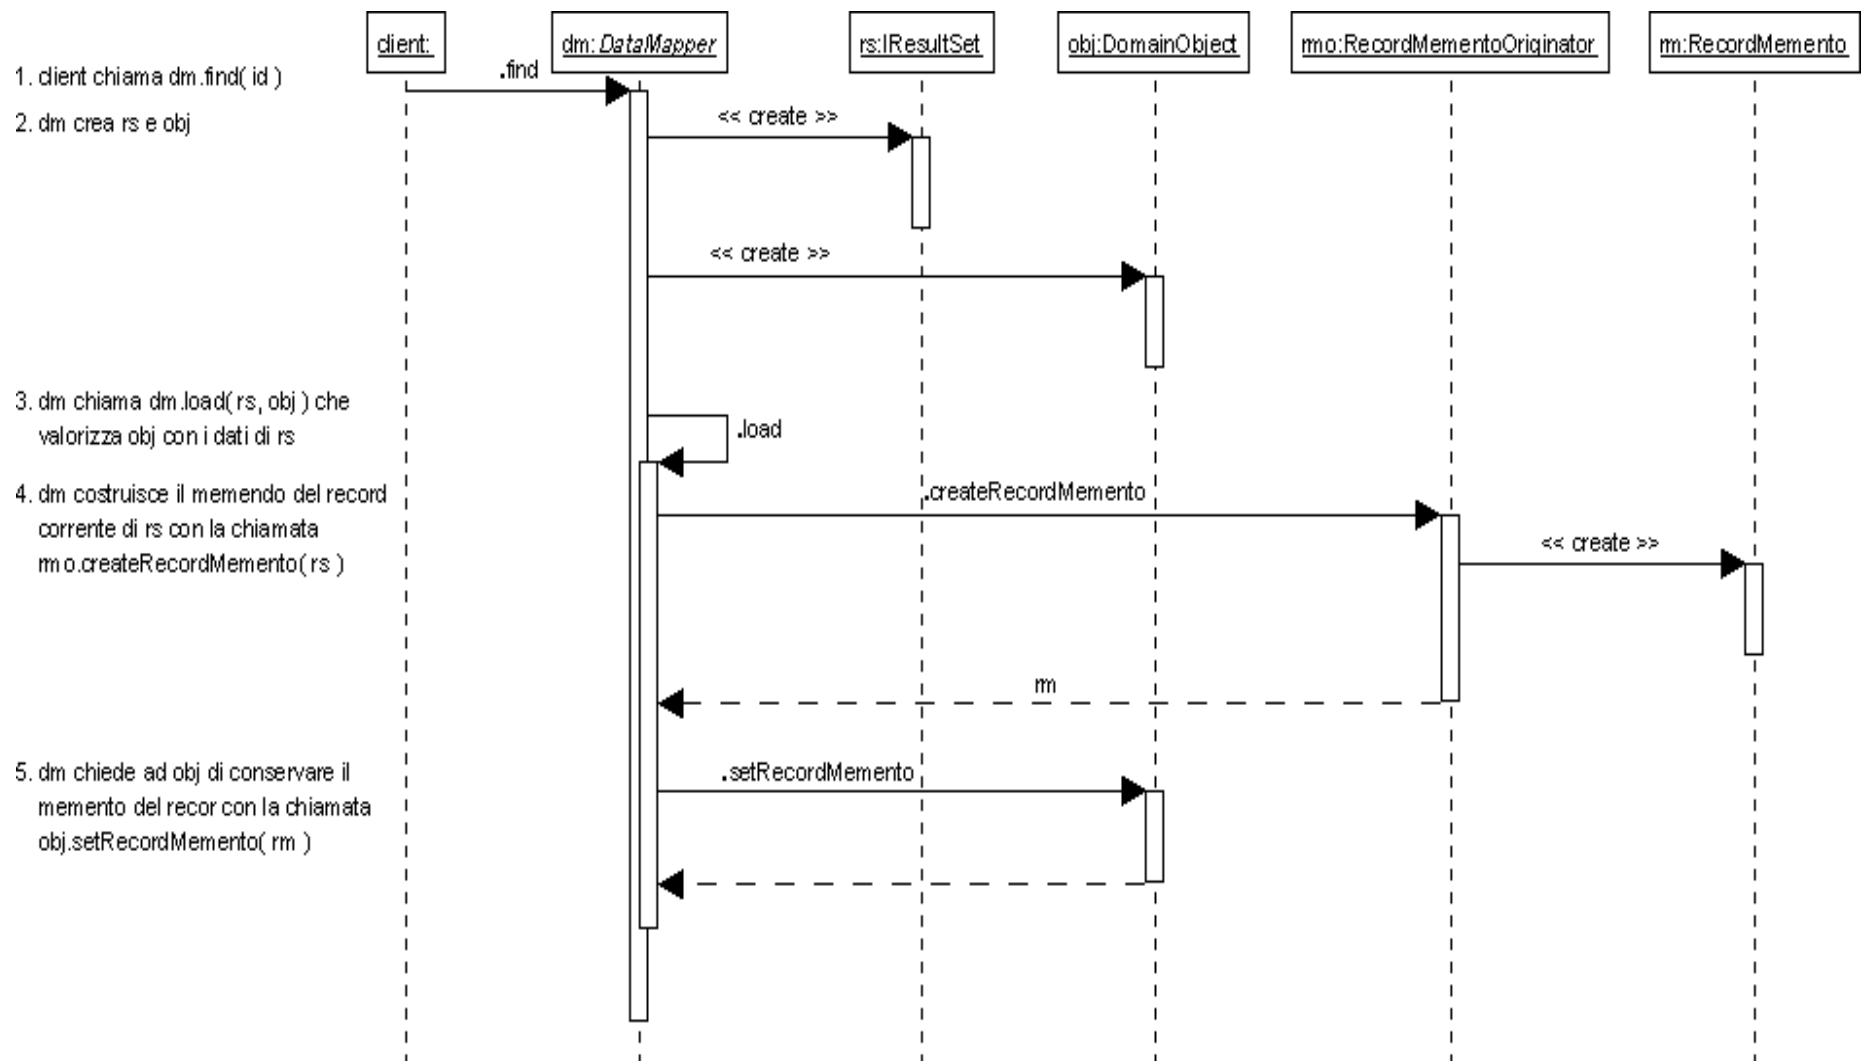 client:
dm: DataMapper
rs:IResultSet
obj:DomainObject
rmo:RecordMementoOriginator
rm:RecordMemento
1. client chiama dm.find( id )
.find
2. dm crea rs e obj
<< create >>
<< create >>
3. dm chiama dm.load( rs, obj ) che
valorizza obj con i dati di rs
.load
4. dm costruisce il memendo del record
corrente di rs con la chiamata
rmo.createRecordMemento( rs )
.createRecordMemento
<< create >>
rm
5. dm chiede ad obj di conservare il
memento del recor con la chiamata
obj.setRecordMemento( rm )
.setRecordMemento